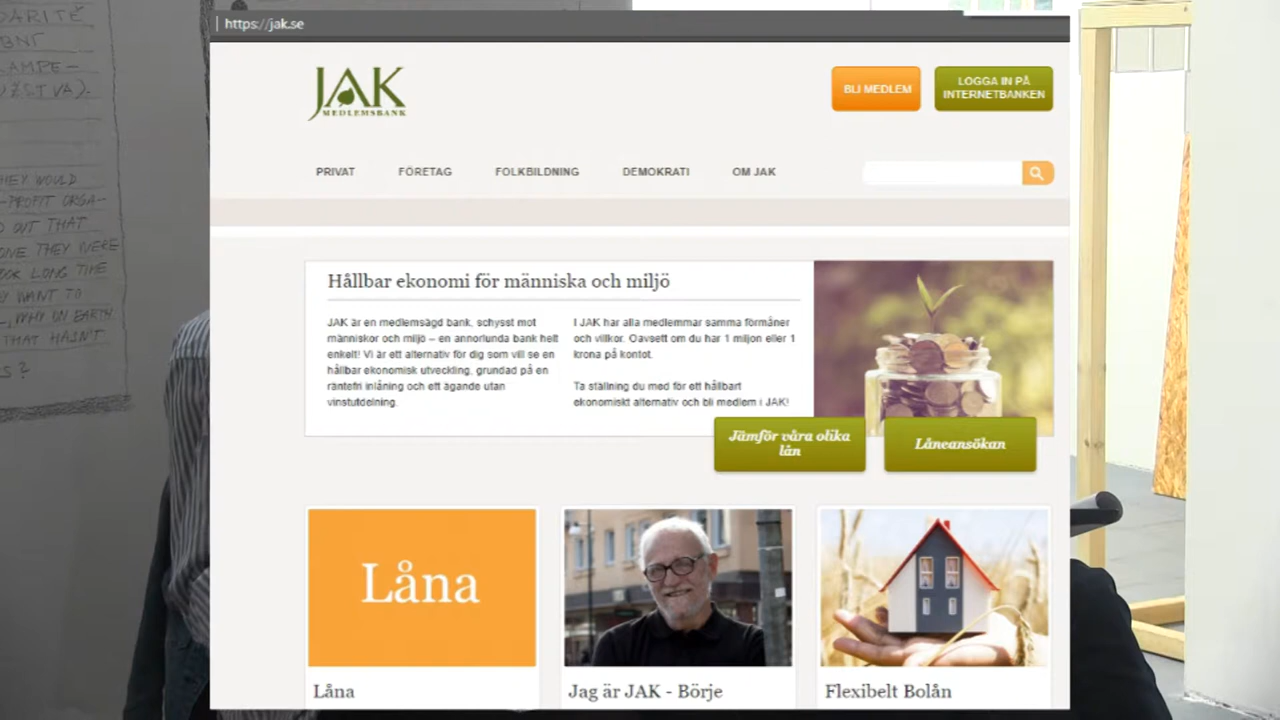 DARITÉ
LAMPE-
HEY WOULD
-PROFIT ORGA-
D OUT THAT
ONE THEY WERE
OOK LONG THE
Y WANT TO
, WHY ON EARTH
THAT HASN'T
S?
https://jak.se
JAK
MEDLEMSBANK
BLI MEDLEM
LOGGA IN PÅ
INTERNETBANKEN
PRIVAT FÖRETAG FOLKBILDNING DEMOKRATI OM JAK
Hållbar ekonomi för människa och miljö
JAK är en medlemsägd bank, schysst mot
människor och miljö – en annorlunda bank helt
enkelt! Vi är ett alternativ för dig som vill se en
hållbar ekonomisk utveckling, grundad på en
räntefri inlåning och ett ägande utan
vinstutdelning.
I JAK har alla medlemmar samma förmåner
och villkor. Oavsett om du har 1 miljon eller 1
krona på kontot.
Ta ställning du med för ett hållbart
ekonomiskt alternativ och bli medlem i JAK!
Jämför våra olika
lån
Låneansökan
Låna
Låna
Jag är JAK - Börje
Flexibelt Bolån